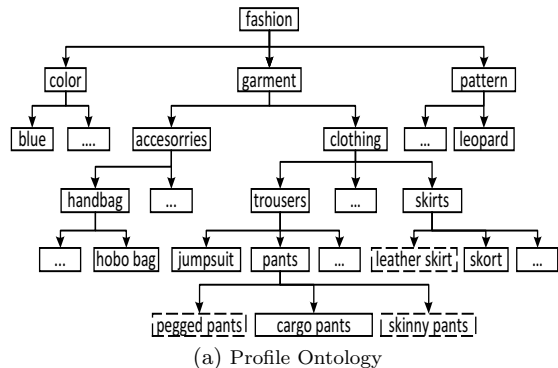 fashion
color garment pattern
blue .... accesorries clothing ... leopard
handbag ... trousers ... skirts
... hobo bag jumpsuit pants ... leather skirt skort ...
pegged pants cargo pants skinny pants
(a) Profile Ontology